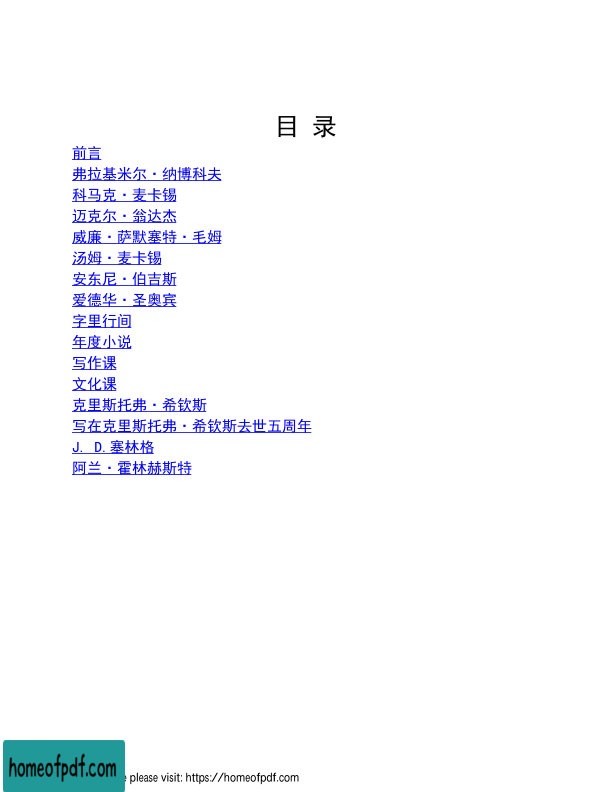 目 录
前言
弗拉基米尔·纳博科夫
科马克·麦卡锡
迈克尔·翁达杰
威廉·萨默塞特·毛姆
汤姆·麦卡锡
安东尼·伯吉斯
爱德华·圣奥宾
字里行间
年度小说
写作课
文化课
克里斯托弗·希钦斯
写在克里斯托弗·希钦斯去世五周年
J. D.塞林格
阿兰·霍林赫斯特
homeofpdf.com
please visit: https://homeofpdf.com